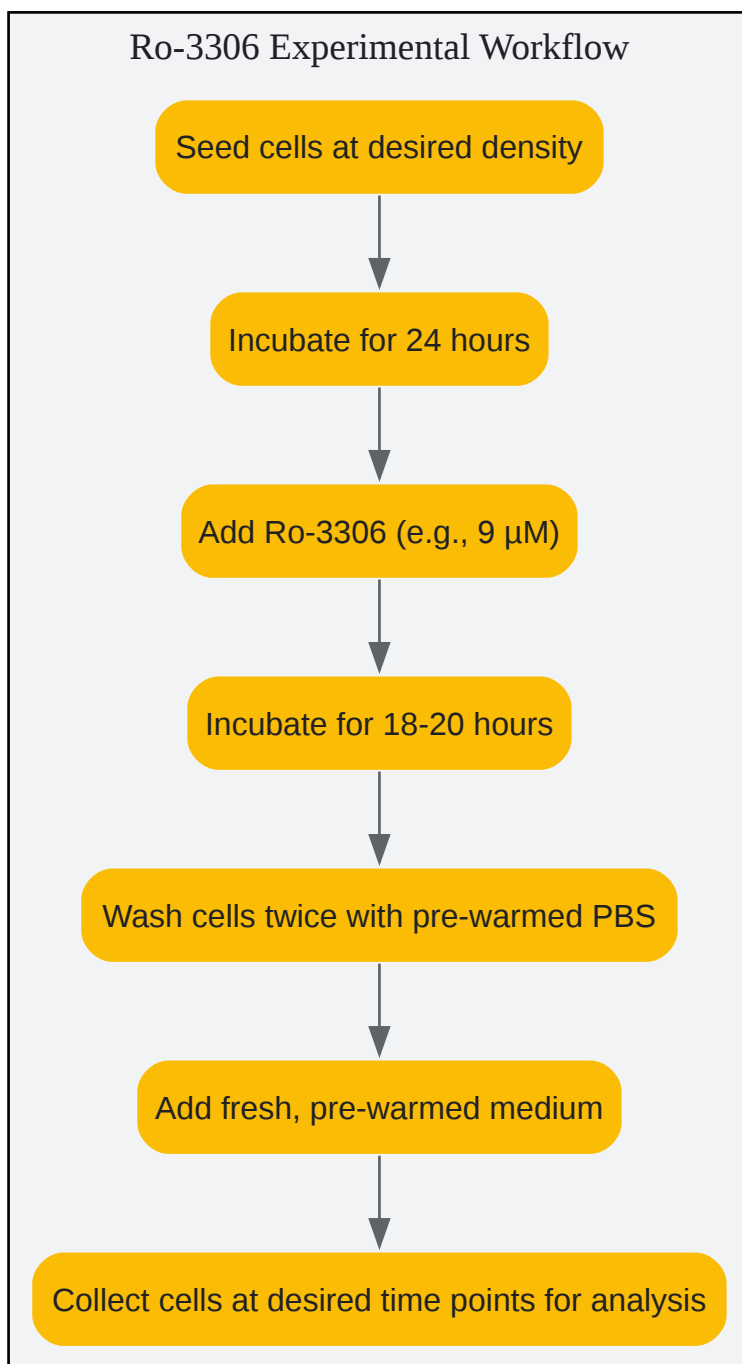 Ro-3306 Experimental Workflow
Seed cells at desired density
Incubate for 24 hours
Add Ro-3306 (e.g., 9 µM)
Incubate for 18-20 hours
Wash cells twice with pre-warmed PBS
Add fresh, pre-warmed medium
Collect cells at desired time points for analysis